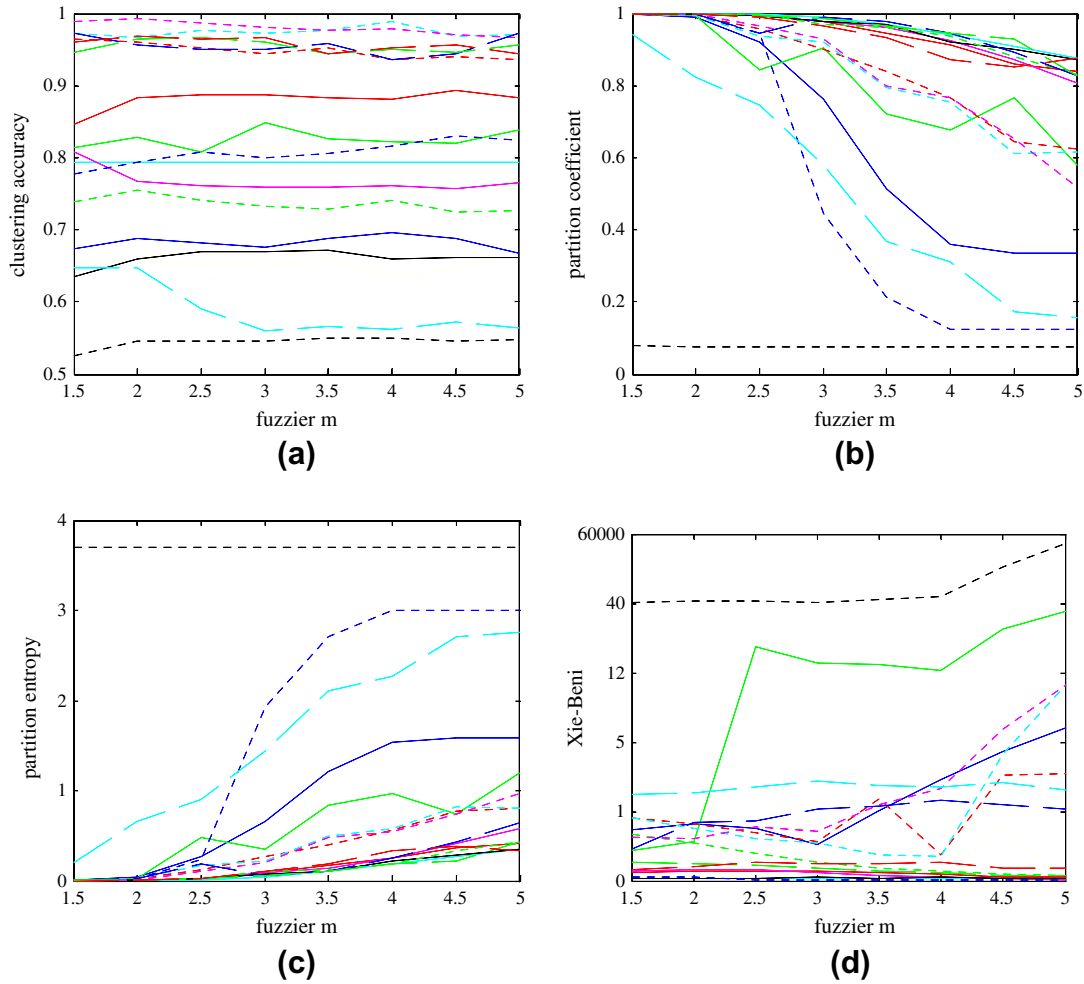 1
0.9
0.8
0.7
0.6
0.5
clustering accuracy
1.5 2 2.5 3 3.5 4 4.5 5
fuzzier m
(a)
1
0.8
0.6
0.4
0.2
0
partition coefficient
1.5 2 2.5 3 3.5 4 4.5 5
fuzzier m
(b)
4
3
2
1
0
partition entropy
1.5 2 2.5 3 3.5 4 4.5 5
fuzzier m
(c)
60000
40
12
5
1
0
Xie-Beni
1.5 2 2.5 3 3.5 4 4.5 5
fuzzier m
(d)